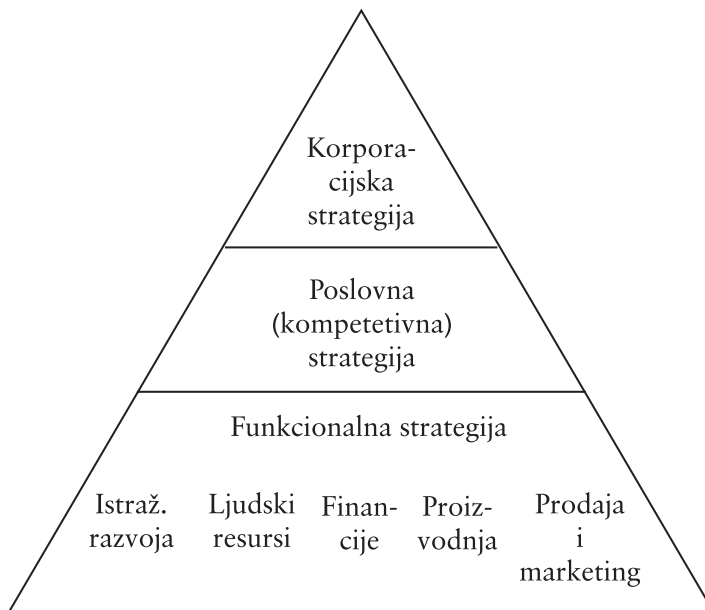 Korpora-
cijska
strategija
Poslovna
(kompetetivna)
strategija
Funkcionalna strategija
Istraž.
razvoja
Ljudski
resursi
Finan-
cije
Proiz-
vodnja
Prodaja
i
marketing